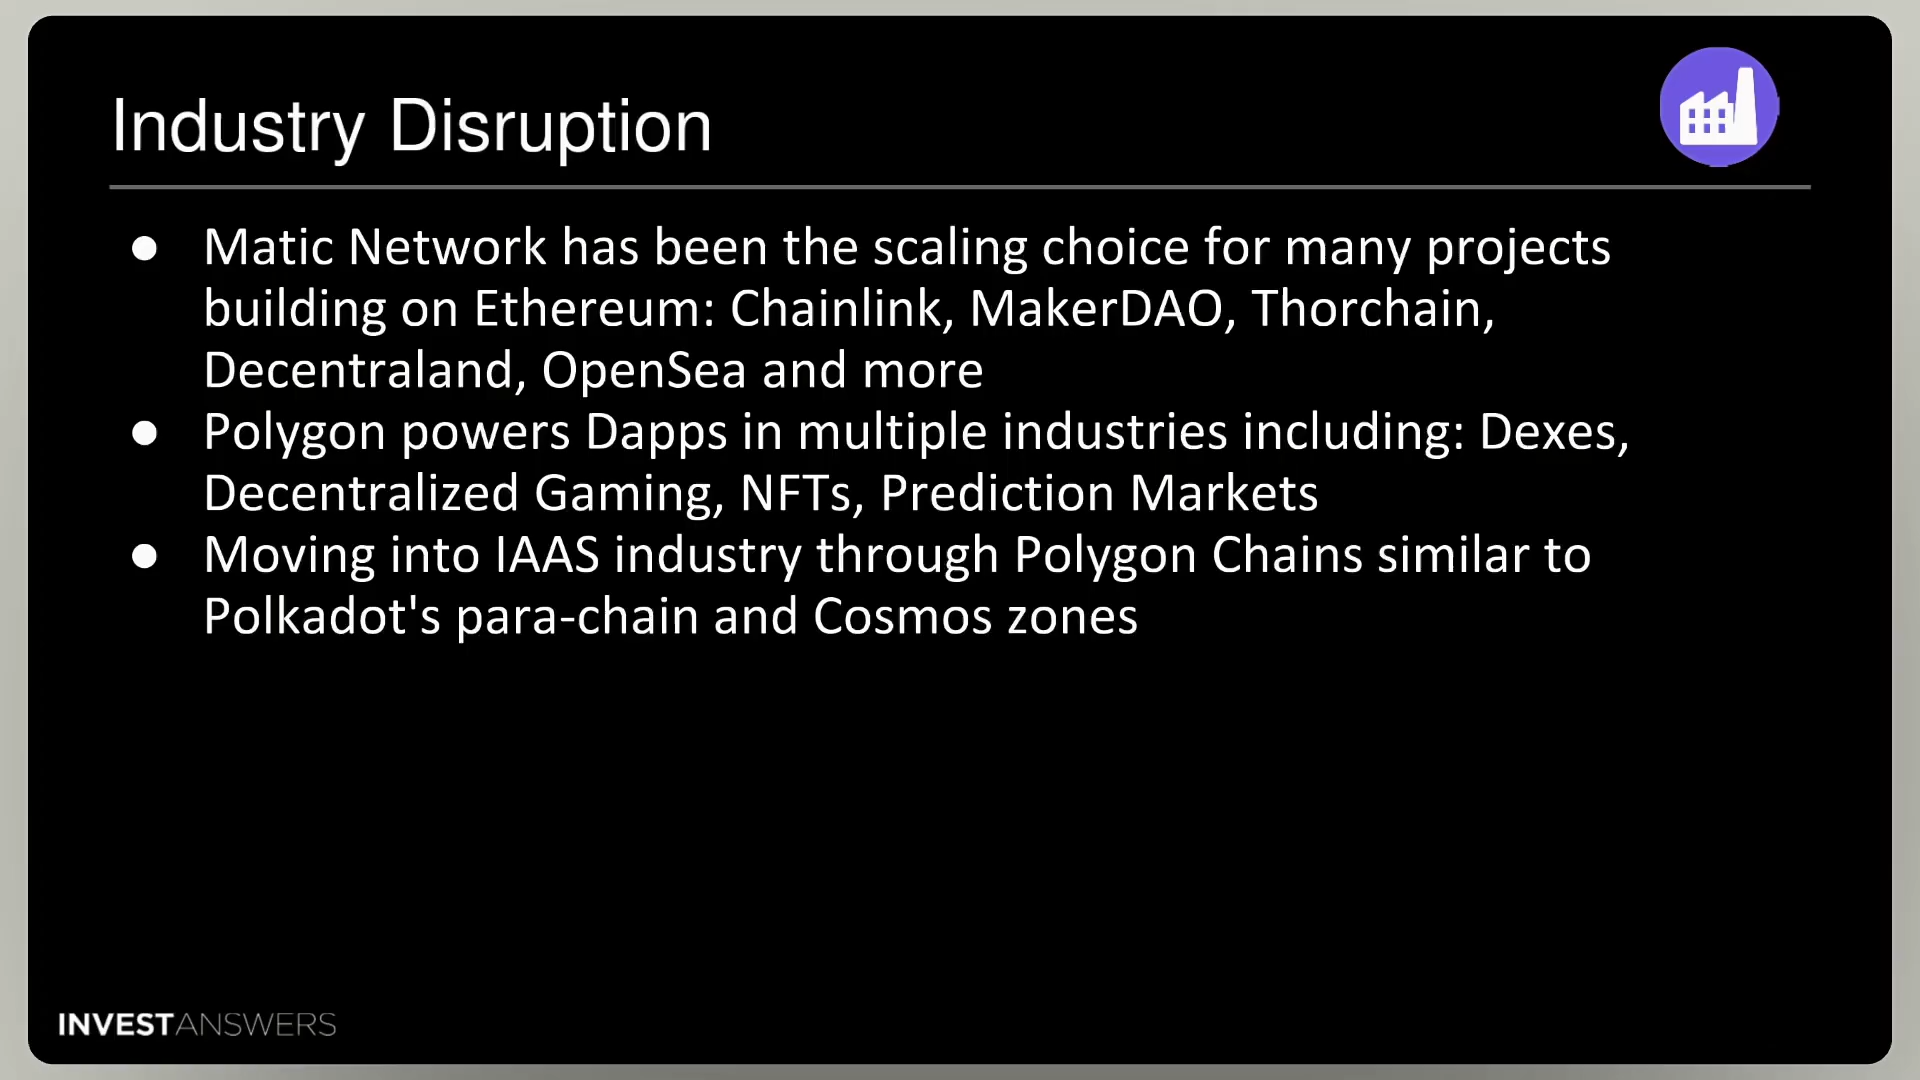 Industry Disruption
● Matic Network has been the scaling choice for many projects
building on Ethereum: Chainlink, MakerDAO, Thorchain,
Decentraland, OpenSea and more
● Polygon powers Dapps in multiple industries including: Dexes,
Decentralized Gaming, NFTs, Prediction Markets
● Moving into IAAS industry through Polygon Chains similar to
Polkadot's para-chain and Cosmos zones
INVESTANSWERS